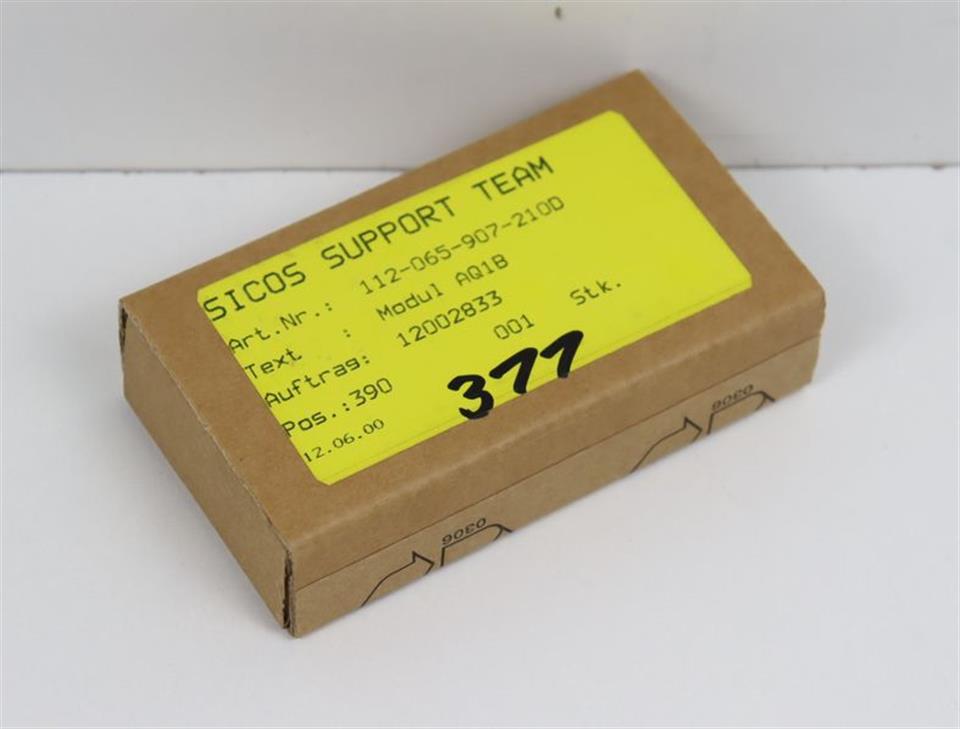 SICOS SUPPORT TEAM
Art.Nr.: 112-065-907-210D
Text : Modul AQ1B
Auftrag: 12002833
Pos.:390 001 Stk.
12.06.00
377
0306
0306